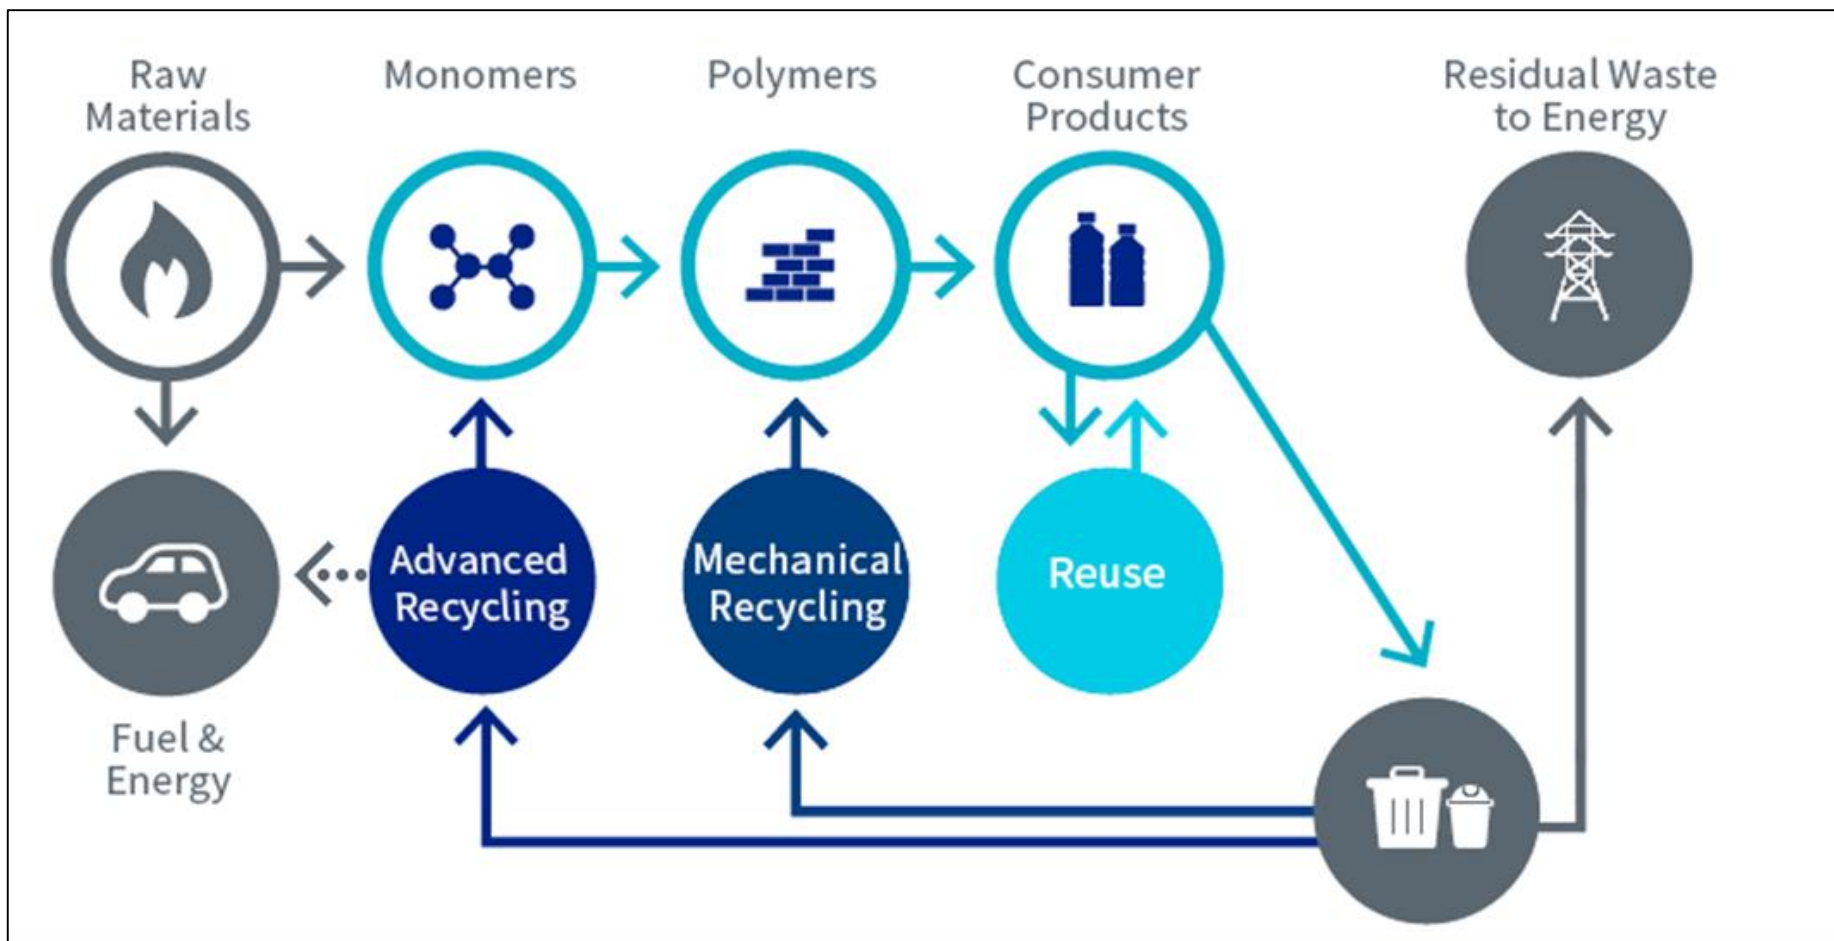 Raw
Materials
Monomers
Polymers
Consumer
Products
Residual Waste
to Energy
Advanced
Recycling
Mechanical
Recycling
Reuse
Fuel &
Energy